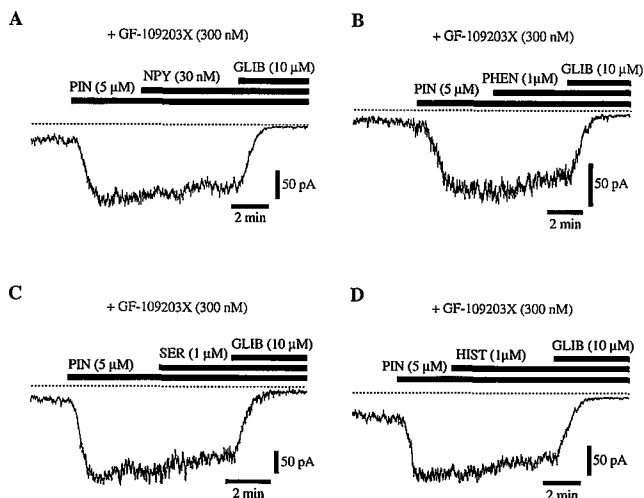 A
+ GF-109203X (300 nM)
GLIB (10 μM)
NPY (30 nM)
PIN (5 μM)
50 pA
2 min
B
+ GF-109203X (300 nM)
GLIB (10 μM)
PHEN (1μM)
PIN (5 μM)
50 pA
2 min
C
+ GF-109203X (300 nM)
GLIB (10 μM)
SER (1 μM)
PIN (5 μM)
50 pA
2 min
D
+ GF-109203X (300 nM)
GLIB (10 μM)
HIST (1μM)
PIN (5 μM)
50 pA
2 min